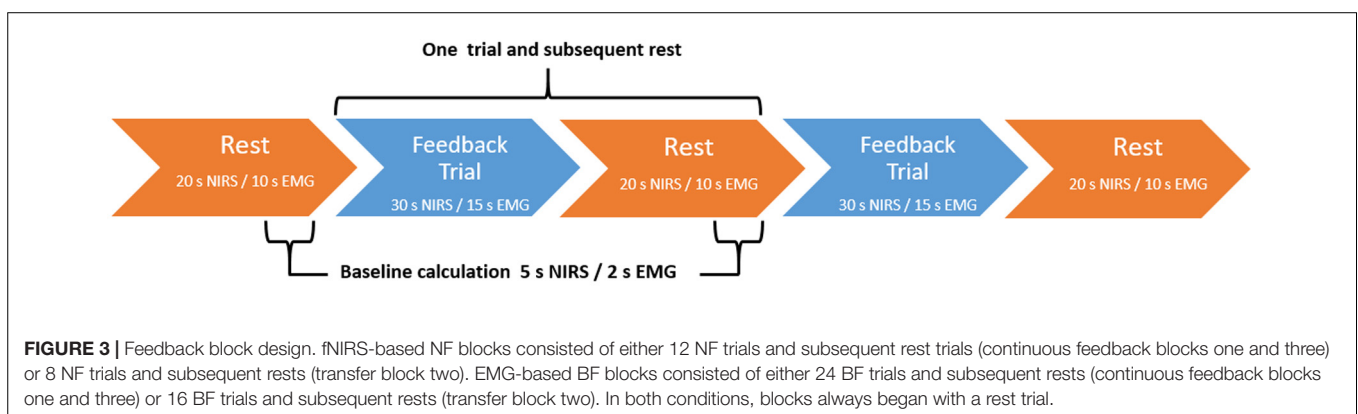 One trial and subsequent rest
Rest
20 s NIRS / 10 s EMG
Feedback
Trial
30 s NIRS / 15 s EMG
Rest
20 s NIRS / 10 s EMG
Feedback
Trial
30 s NIRS / 15 s EMG
Rest
20 s NIRS / 10 s EMG
Baseline calculation 5 s NIRS / 2 s EMG
FIGURE 3 | Feedback block design. fNIRS-based NF blocks consisted of either 12 NF trials and subsequent rest trials (continuous feedback blocks one and three)
or 8 NF trials and subsequent rests (transfer block two). EMG-based BF blocks consisted of either 24 BF trials and subsequent rests (continuous feedback blocks
one and three) or 16 BF trials and subsequent rests (transfer block two). In both conditions, blocks always began with a rest trial.